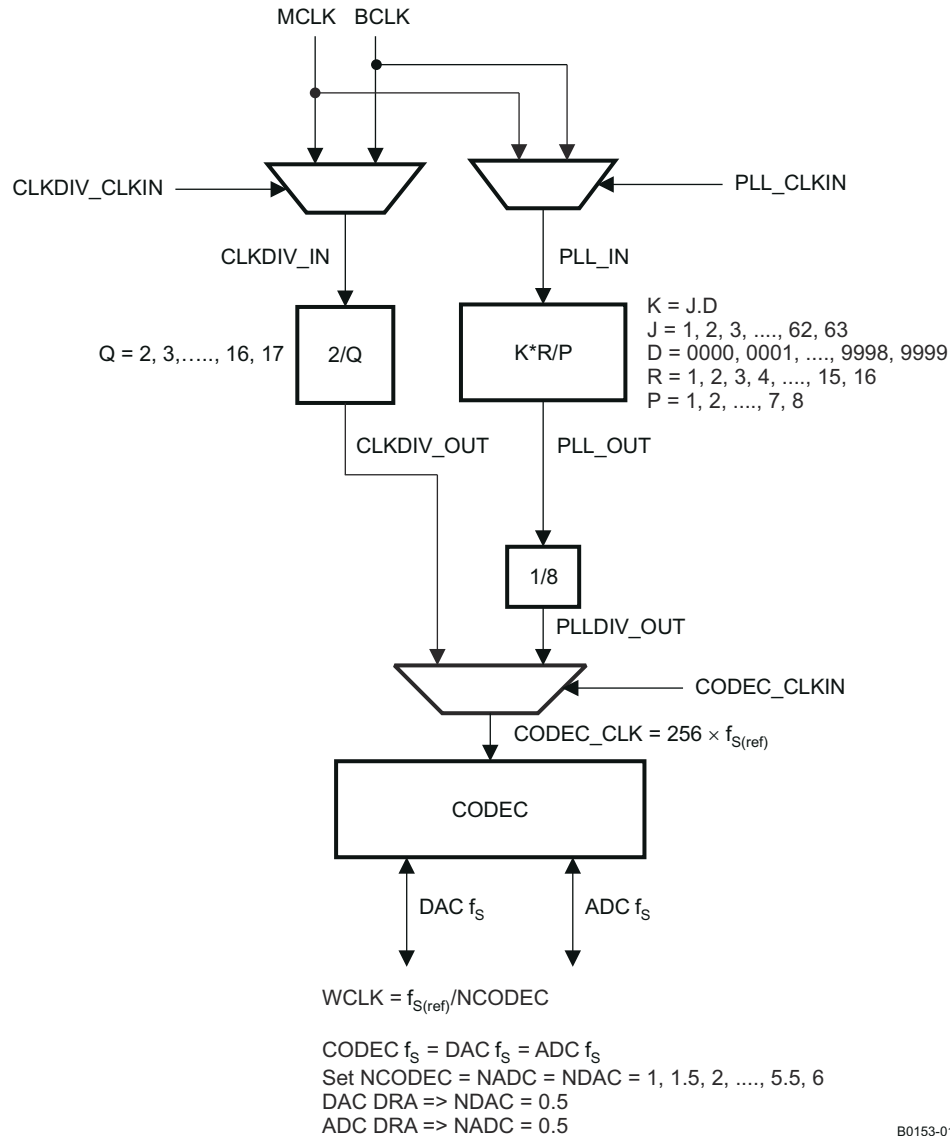 MCLK BCLK
CLKDIV_CLKIN
PLL_CLKIN
CLKDIV_IN
PLL_IN
Q = 2, 3,....., 16, 17
2/Q
K*R/P
K = J.D
J = 1, 2, 3, ...., 62, 63
D = 0000, 0001, ...., 9998, 9999
R = 1, 2, 3, 4, ...., 15, 16
P = 1, 2, ...., 7, 8
CLKDIV_OUT
PLL_OUT
1/8
PLLDIV_OUT
CODEC_CLKIN
CODEC_CLK = 256 × fS(ref)
CODEC
DAC fS
ADC fS
WCLK = fS(ref)/NCODEC
CODEC fS = DAC fS = ADC fS
Set NCODEC = NADC = NDAC = 1, 1.5, 2, ...., 5.5, 6
DAC DRA => NDAC = 0.5
ADC DRA => NADC = 0.5